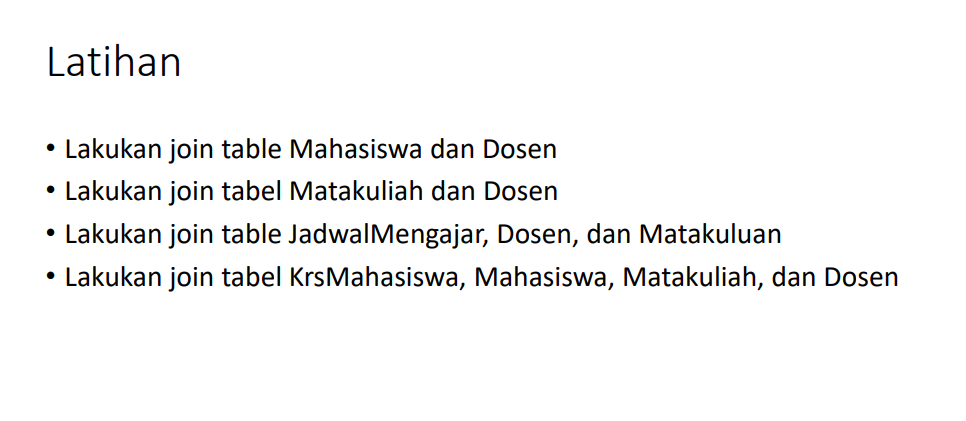 Latihan
• Lakukan join table Mahasiswa dan Dosen
• Lakukan join tabel Matakuliah dan Dosen
• Lakukan join table JadwalMengajar, Dosen, dan Matakuluan
• Lakukan join tabel KrsMahasiswa, Mahasiswa, Matakuliah, dan Dosen